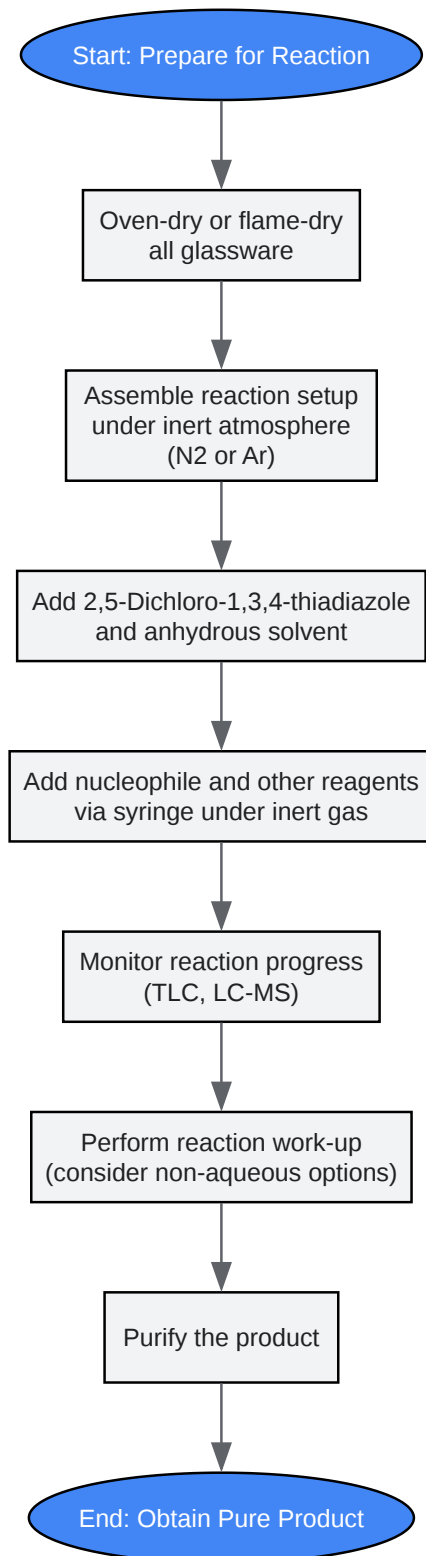 Start: Prepare for Reaction
Oven-dry or flame-dry
all glassware
Assemble reaction setup
under inert atmosphere
(N2 or Ar)
Add 2,5-Dichloro-1,3,4-thiadiazole
and anhydrous solvent
Add nucleophile and other reagents
via syringe under inert gas
Monitor reaction progress
(TLC, LC-MS)
Perform reaction work-up
(consider non-aqueous options)
Purify the product
End: Obtain Pure Product